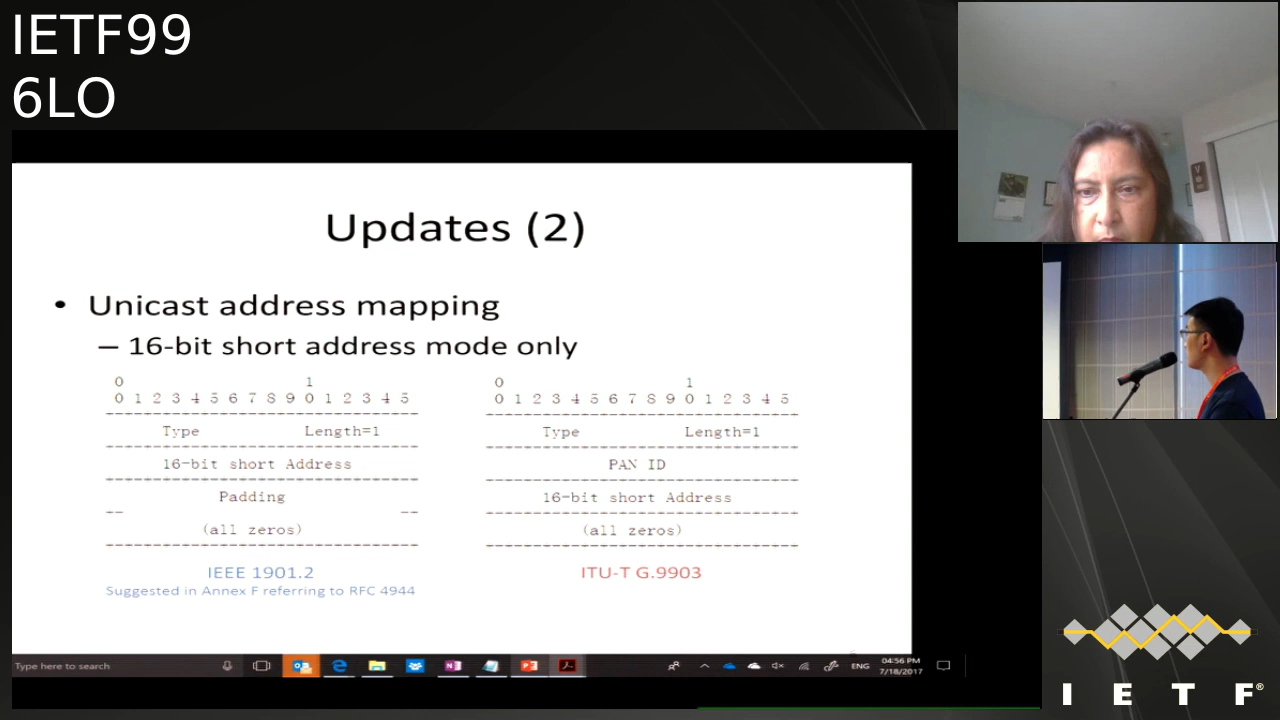 IETF99
6LO
Updates (2)
• Unicast address mapping
– 16-bit short address mode only
0 1
0 1 2 3 4 5 6 7 8 9 0 1 2 3 4 5
Type Length=1
16-bit short Address
Padding
(all zeros)
IEEE 1901.2
Suggested in Annex F referring to RFC 4944
0 1
0 1 2 3 4 5 6 7 8 9 0 1 2 3 4 5
Type Length=1
PAN ID
16-bit short Address
(all zeros)
ITU-T G.9903
Type here to search
ENG
04:56 PM
7/18/2017
I E T F®